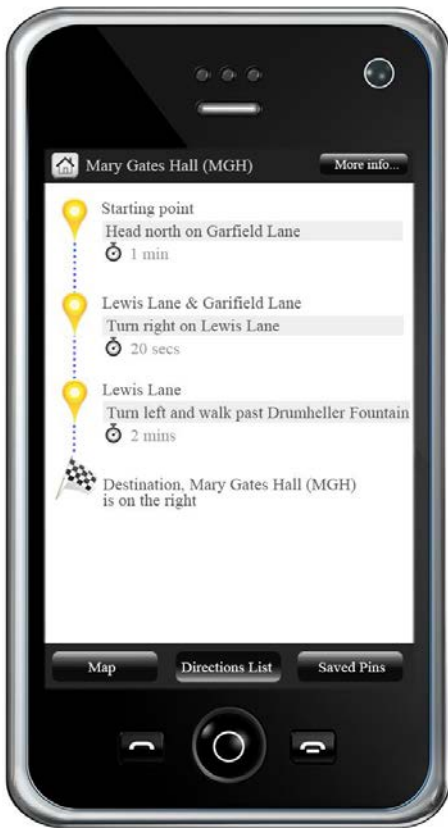 Mary Gates Hall (MGH)
More info...
Starting point
Head north on Garfield Lane
1 min
Lewis Lane & Garifield Lane
Turn right on Lewis Lane
20 secs
Lewis Lane
Turn left and walk past Drumheller Fountain
2 mins
Destination, Mary Gates Hall (MGH)
is on the right
Map
Directions List
Saved Pins